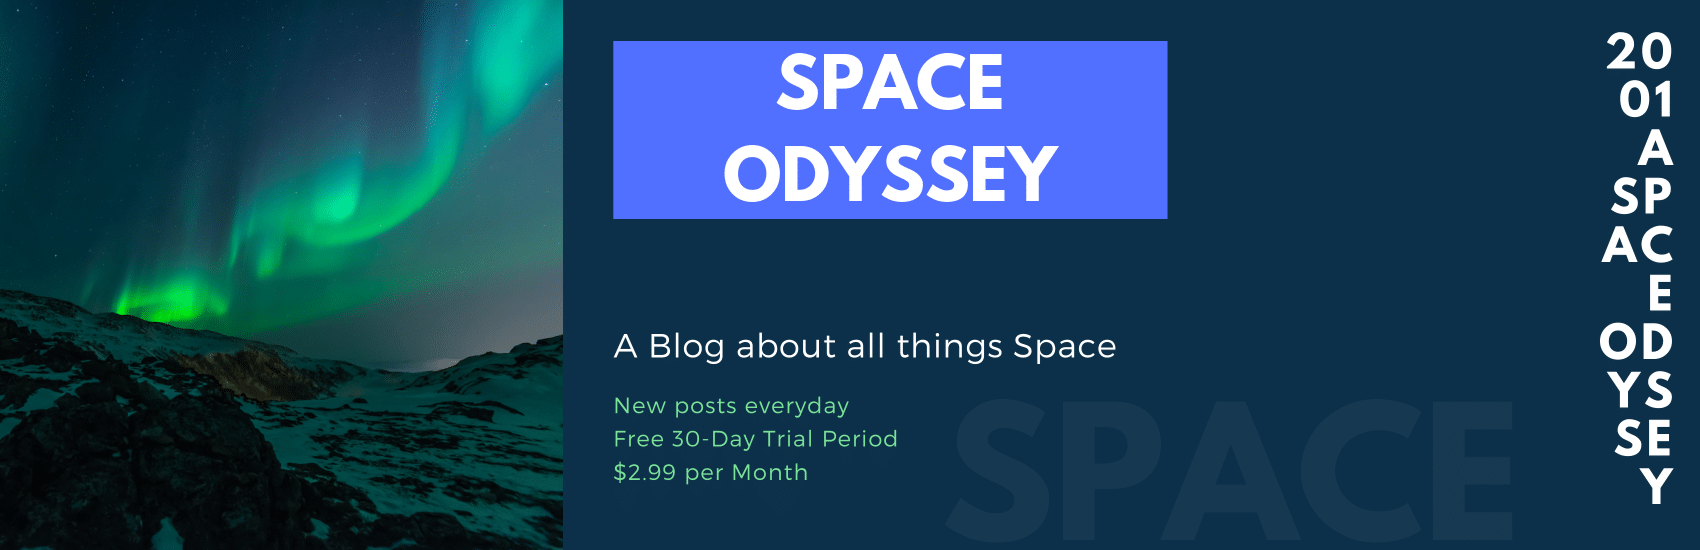 SPACE
ODYSSEY
A Blog about all things Space
New posts everyday
Free 30-Day Trial Period
$2.99 per Month
SPACE
20
01
A
SP
AC
E
OD
YS
SE
Y